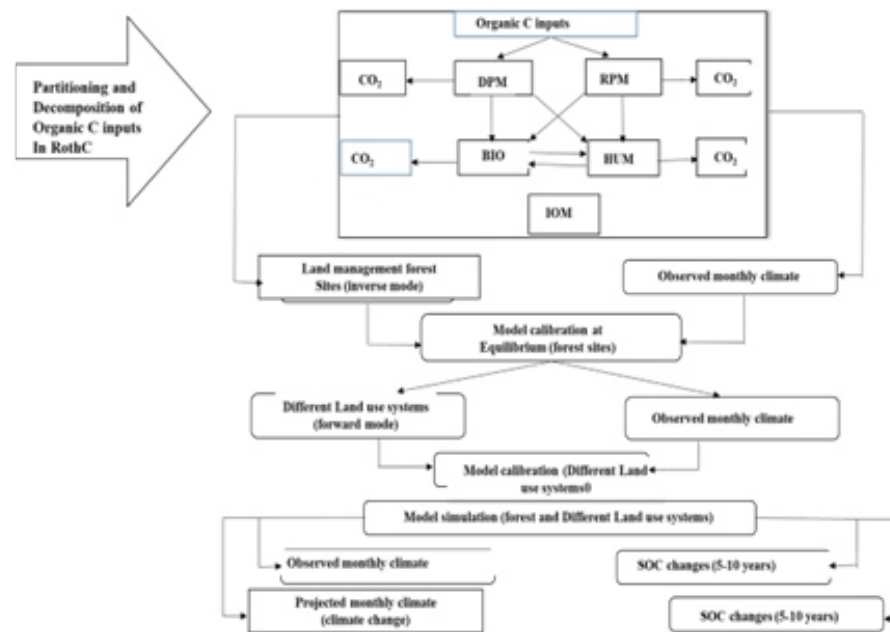 Partitioning and
Decomposition of
Organic C inputs
In RothC
Organic C inputs
CO2
DPM
RPM
CO2
CO2
BIO
HUM
CO2
IOM
Land management forest
Sites (inverse mode)
Observed monthly climate
Model calibration at
Equilibrium (forest sites)
Different Land use systems
(forward mode)
Observed monthly climate
Model calibration (Different Land
use systems0
Model simulation (forest and Different Land use systems)
Observed monthly climate
SOC changes (5-10 years)
Projected monthly climate
(climate change)
SOC changes (5-10 years)